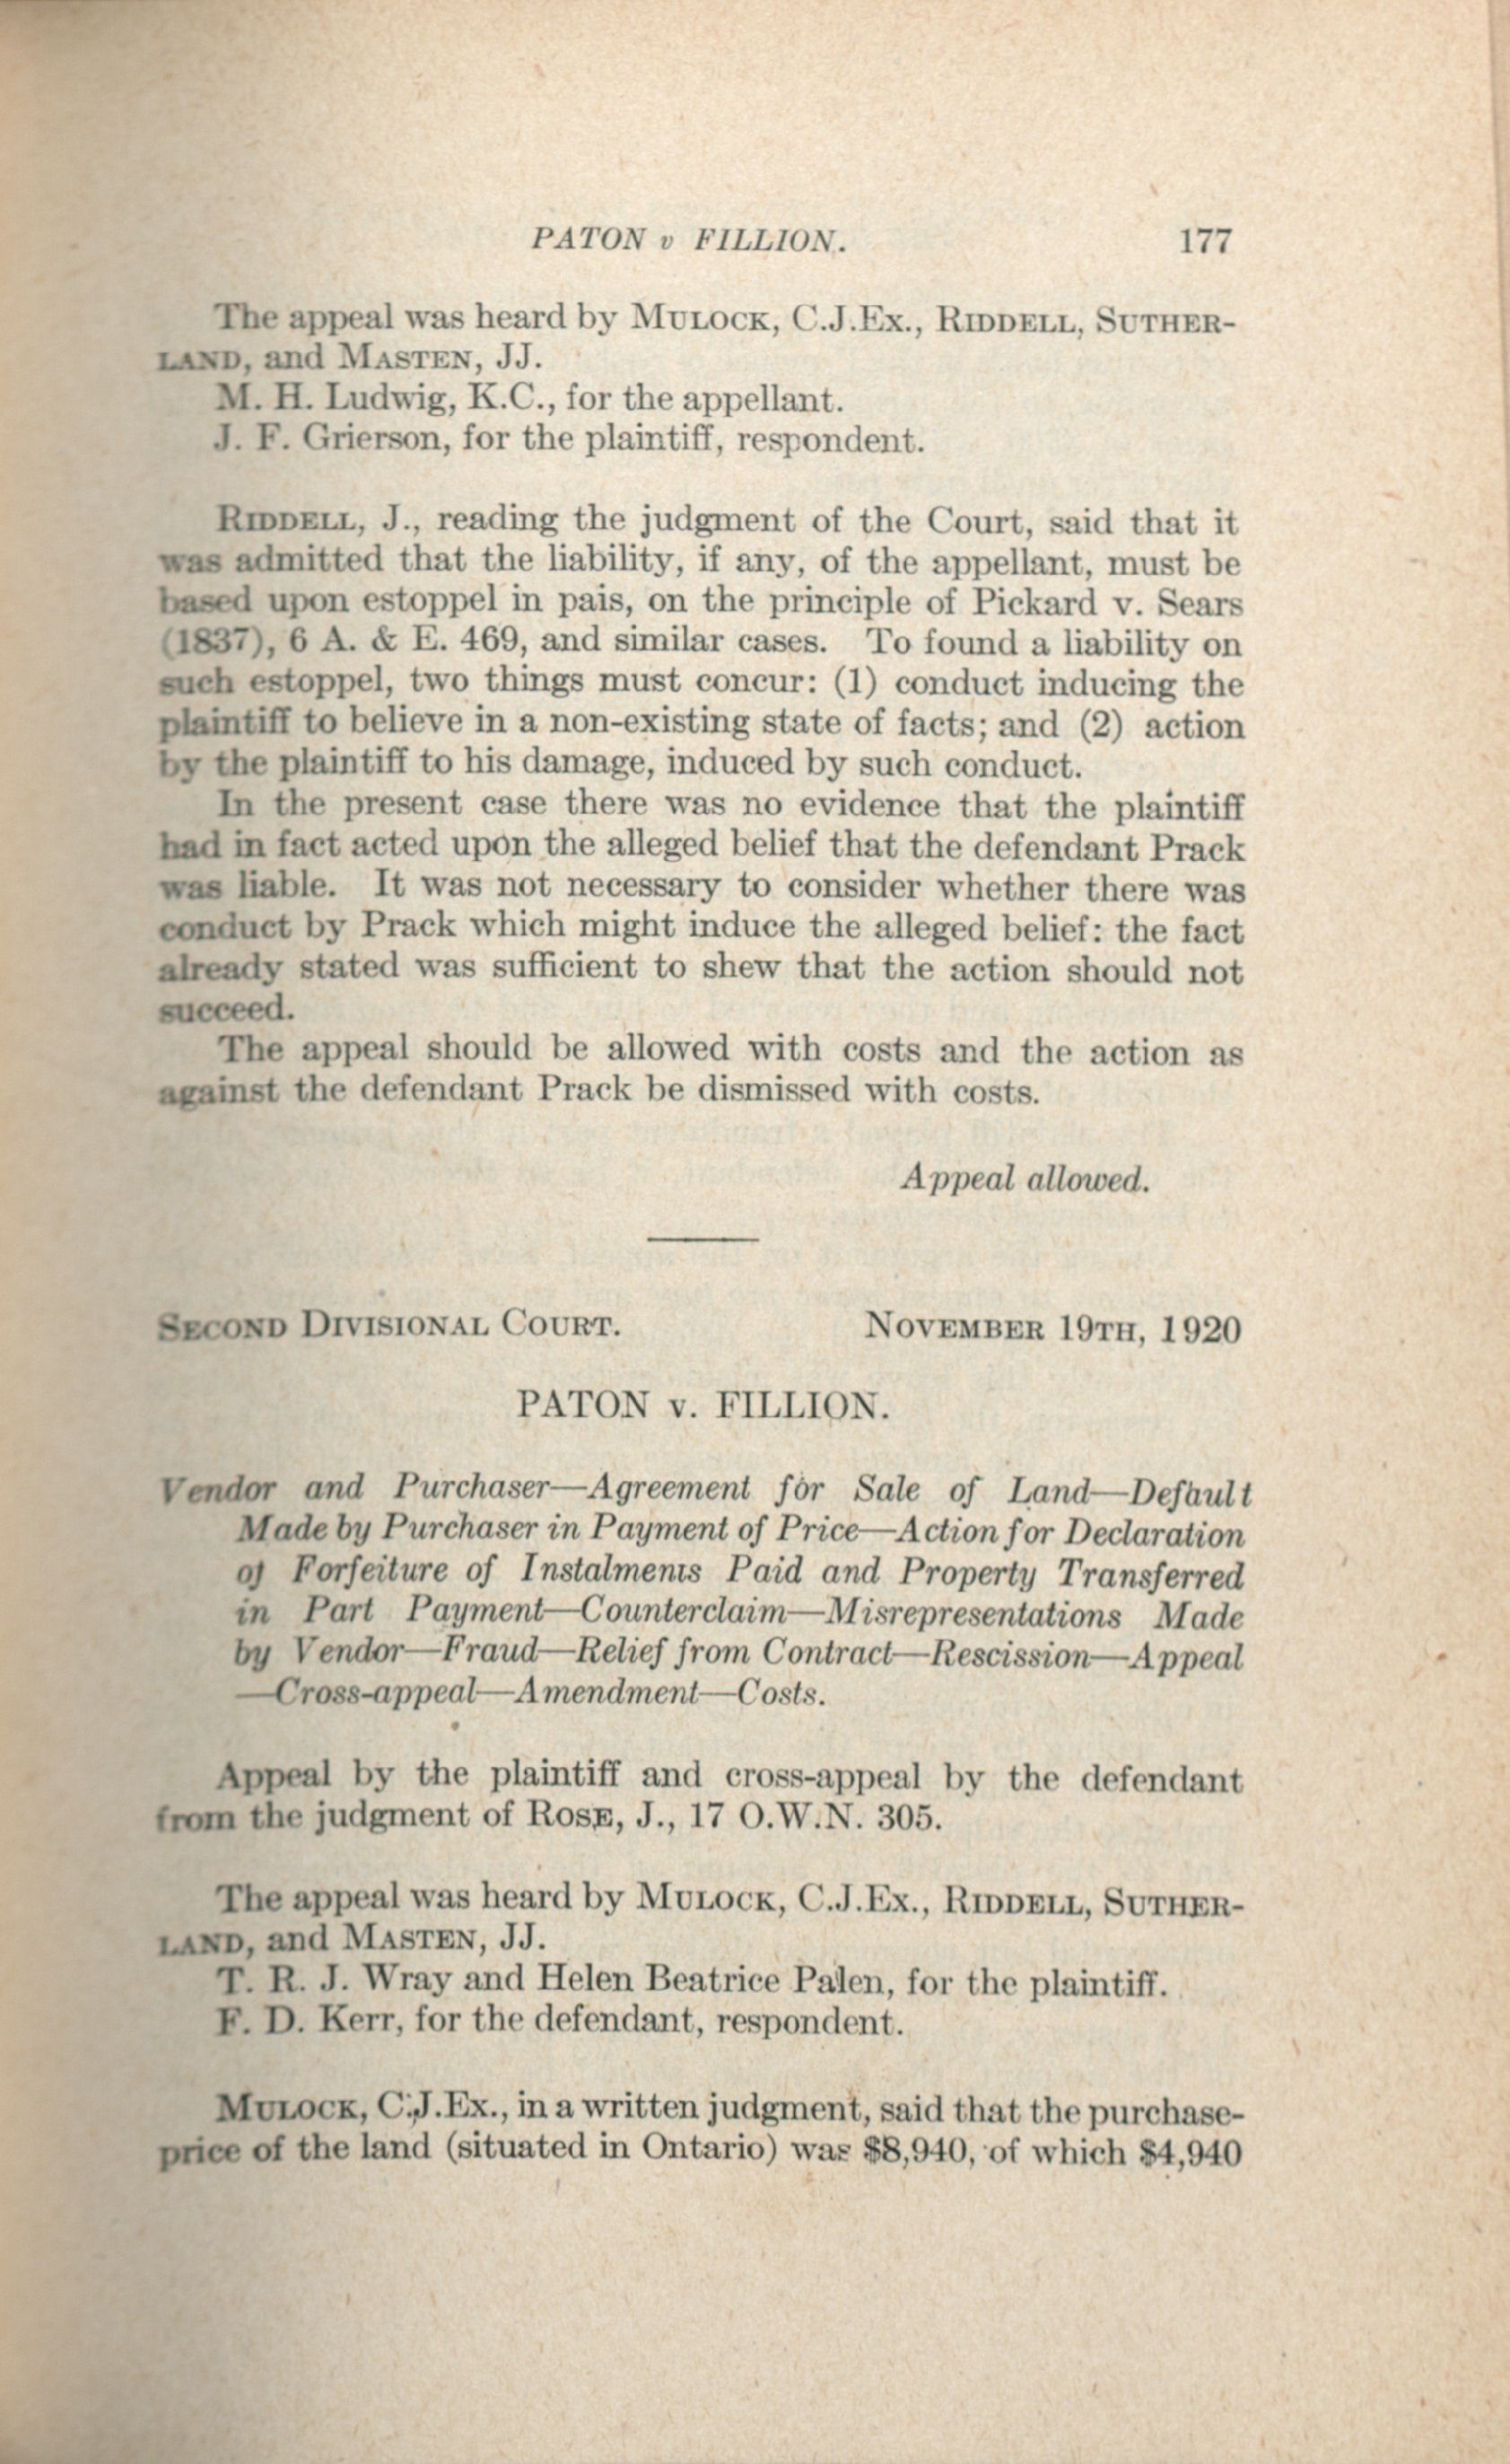 PATON v FILLION.
177
The appeal was heard by MULOCK, C.J.Ex., RIDDELL, SUTHER-
LAND, and MASTEN, JJ.
M. H. Ludwig, K.C., for the appellant.
J. F. Grierson, for the plaintiff, respondent.
RIDDELL, J., reading the judgment of the Court, said that it
was admitted that the liability, if any, of the appellant, must be
based upon estoppel in pais, on the principle of Pickard v. Sears
(1837), 6 A. & E. 469, and similar cases. To found a liability on
such estoppel, two things must concur: (1) conduct inducing the
plaintiff to believe in a non-existing state of facts; and (2) action
by the plaintiff to his damage, induced by such conduct.
In the present case there was no evidence that the plaintiff
had in fact acted upon the alleged belief that the defendant Prack
was liable. It was not necessary to consider whether there was
conduct by Prack which might induce the alleged belief: the fact
already stated was sufficient to shew that the action should not
succeed.
The appeal should be allowed with costs and the action as
against the defendant Prack be dismissed with costs.
Appeal allowed.
SECOND DIVISIONAL COURT.
NOVEMBER 19TH, 1920
PATON v. FILLION.
Vendor and Purchaser—Agreement for Sale of Land—Default
Made by Purchaser in Payment of Price—Action for Declaration
of Forfeiture of Instalments Paid and Property Transferred
in Part Payment—Counterclaim—Misrepresentations Made
by Vendor—Fraud—Relief from Contract—Rescission—Appeal
—Cross-appeal—Amendment—Costs.
Appeal by the plaintiff and cross-appeal by the defendant
from the judgment of ROSE, J., 17 O.W.N. 305.
The appeal was heard by MULOCK, C.J.Ex., RIDDELL, SUTHER-
LAND, and MASTEN, JJ.
T. R. J. Wray and Helen Beatrice Palen, for the plaintiff.
F. D. Kerr, for the defendant, respondent.
MULOCK, C.J.Ex., in a written judgment, said that the purchase-
price of the land (situated in Ontario) was $8,940, of which $4,940